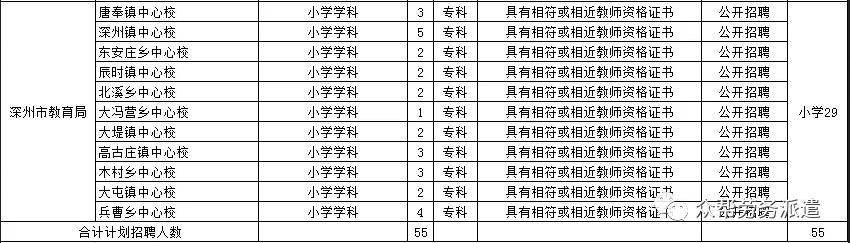 唐奉镇中心校 小学学科 3 专科 具有相符或相近教师资格证书 公开招聘
深州镇中心校 小学学科 5 专科 具有相符或相近教师资格证书 公开招聘
东安庄乡中心校 小学学科 2 专科 具有相符或相近教师资格证书 公开招聘
辰时镇中心校 小学学科 2 专科 具有相符或相近教师资格证书 公开招聘
北溪乡中心校 小学学科 2 专科 具有相符或相近教师资格证书 公开招聘
深州市教育局 大冯营乡中心校 小学学科 1 专科 具有相符或相近教师资格证书 公开招聘 小学29
大堤镇中心校 小学学科 2 专科 具有相符或相近教师资格证书 公开招聘
高古庄镇中心校 小学学科 3 专科 具有相符或相近教师资格证书 公开招聘
木村乡中心校 小学学科 3 专科 具有相符或相近教师资格证书 公开招聘
大屯镇中心校 小学学科 2 专科 具有相符或相近教师资格证书 公开招聘
兵曹乡中心校 小学学科 4 专科 具有相符或相近教师资格证书 公开招聘
众帮劳务派遣
合计计划招聘人数 55 55